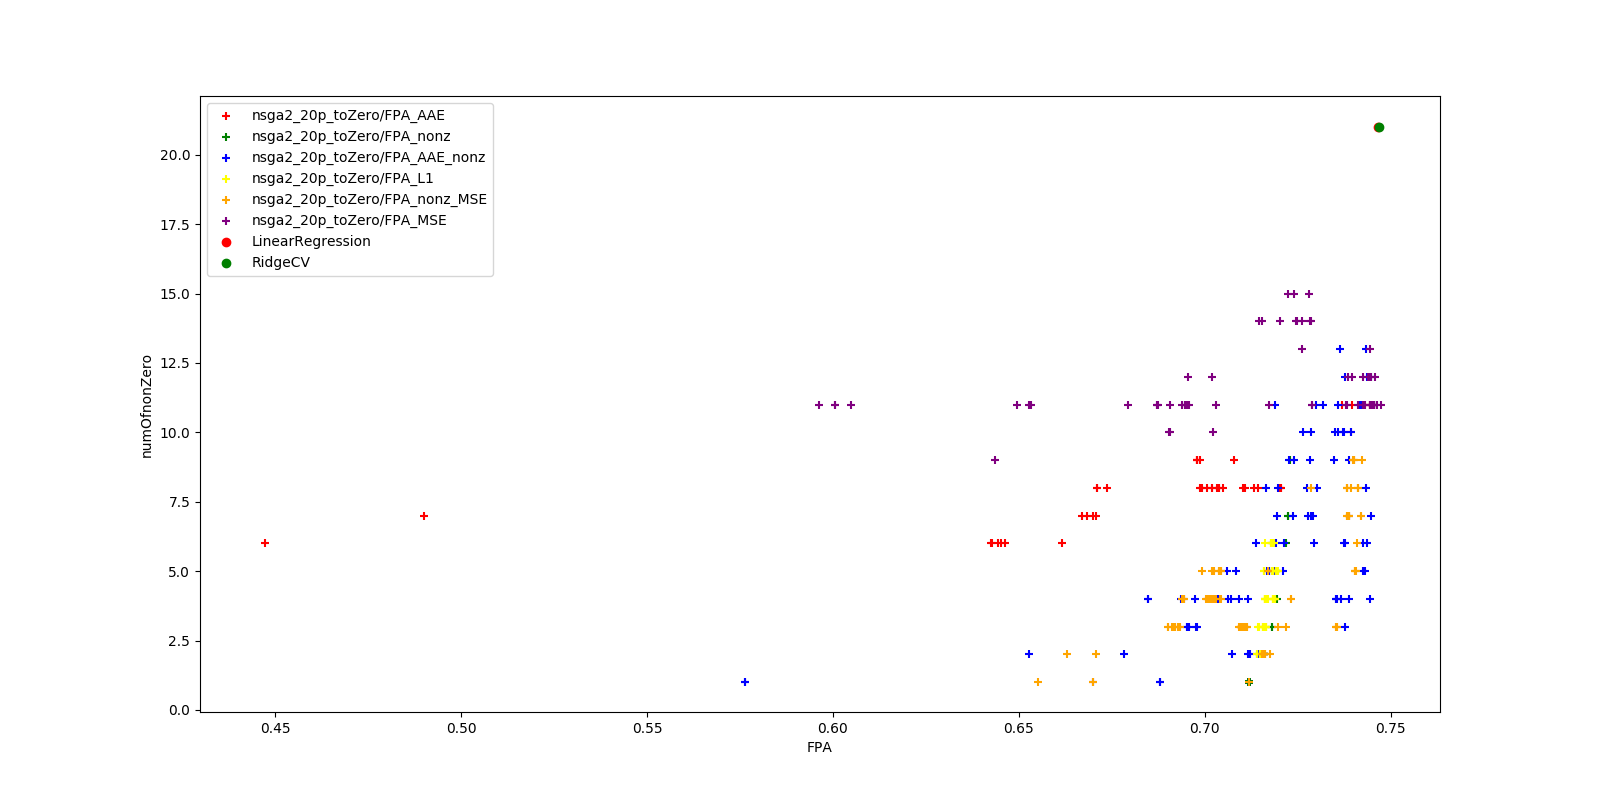 nsga2_20p_toZero/FPA_AAE
nsga2_20p_toZero/FPA_nonz
nsga2_20p_toZero/FPA_AAE_nonz
nsga2_20p_toZero/FPA_L1
nsga2_20p_toZero/FPA_nonz_MSE
nsga2_20p_toZero/FPA_MSE
LinearRegression
RidgeCV
numOfnonZero
20.0
17.5
15.0
12.5
10.0
7.5
5.0
2.5
0.0
0.45 0.50 0.55 0.60 0.65 0.70 0.75
FPA